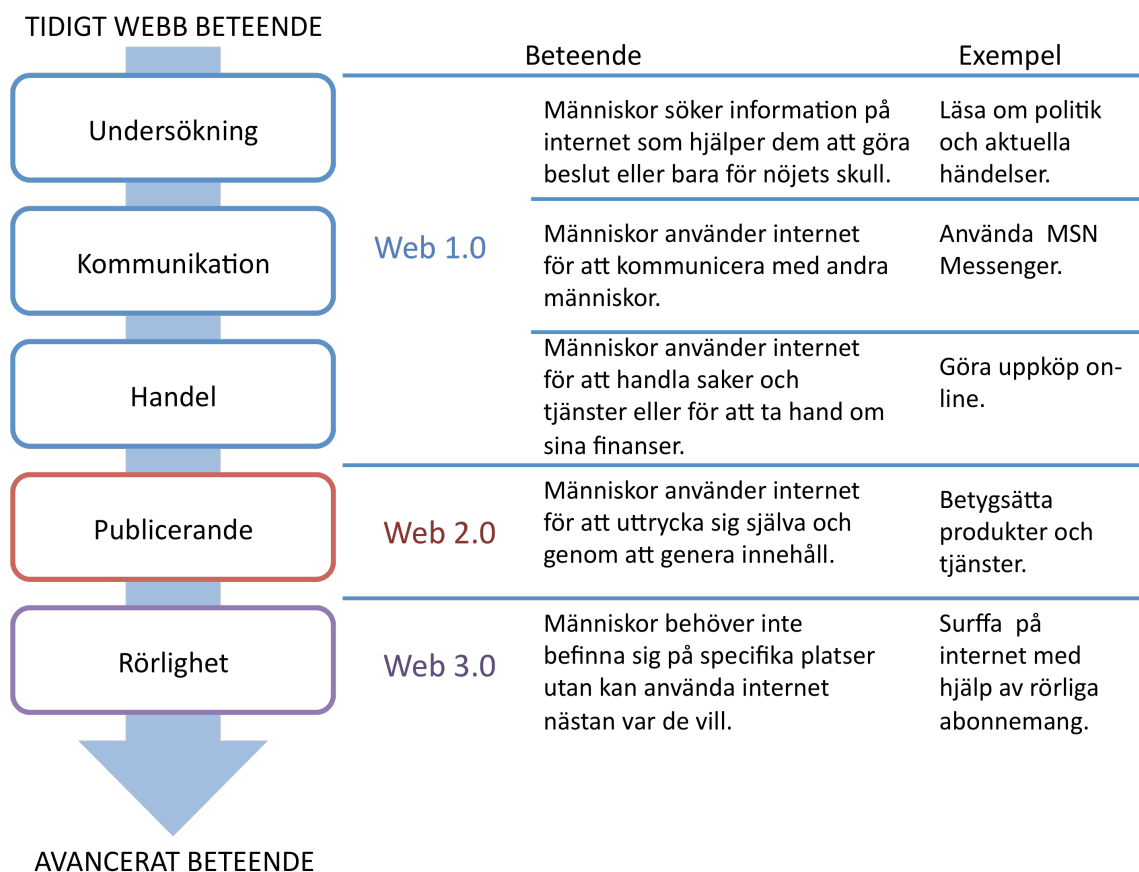 TIDIGT WEBB BETEENDE
Beteende
Exempel
Undersökning
Människor söker information på
internet som hjälper dem att göra
beslut eller bara för nöjets skull.
Läsa om politik
och aktuella
händelser.
Web 1.0
Kommunikation
Människor använder internet
för att kommunicera med andra
människor.
Använda  MSN
Messenger.
Handel
Människor använder internet
för att handla saker och
tjänster eller för att ta hand om
sina finanser.
Göra uppköp on-
line.
Publicerande
Web 2.0
Människor använder internet
för att uttrycka sig själva och
genom att genera innehåll.
Betygsätta
produkter och
tjänster.
Rörlighet
Web 3.0
Människor behöver inte
befinna sig på specifika platser
utan kan använda internet
nästan var de vill.
Surffa  på
internet med
hjälp av rörliga
abonnemang.
AVANCERAT BETEENDE